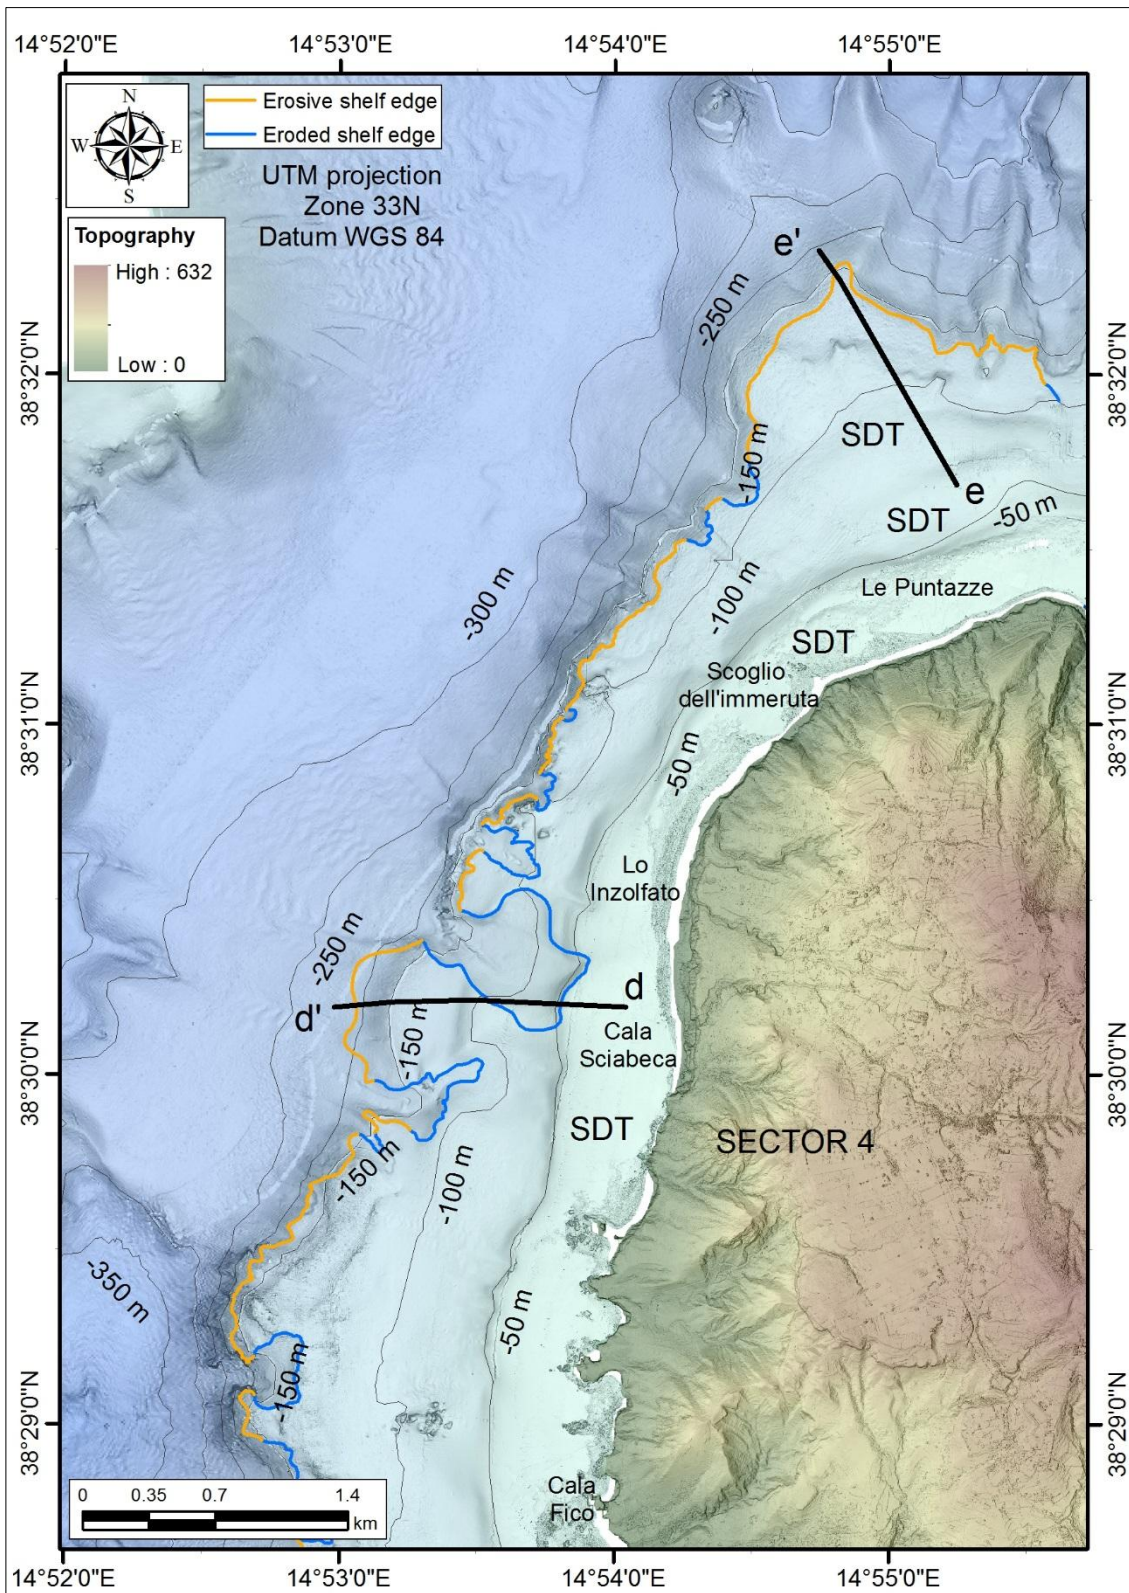 14°52'0"E 14°53'0"E 14°54'0"E 14°55'0"E
N
W E
S
Erosive shelf edge
Eroded shelf edge
UTM projection
Zone 33N
Datum WGS 84
Topography
High : 632
Low : 0
e'
-250 m
38°32'0"N 38°32'0"N
SDT
-150 m
e
SDT
-50 m
Le Puntazze
-300 m
-100 m
SDT
Scoglio
dell'immeruta
38°31'0"N 38°31'0"N
-50 m
Lo
Inzolfato
-250 m
d
d'
-150 m
Cala
Sciabeca
38°30'0"N 38°30'0"N
SDT
SECTOR 4
-150 m
-100 m
-350 m
-50 m
-150 m
38°29'0"N 38°29'0"N
Cala
Fico
0 0.35 0.7 1.4
km
14°52'0"E 14°53'0"E 14°54'0"E 14°55'0"E